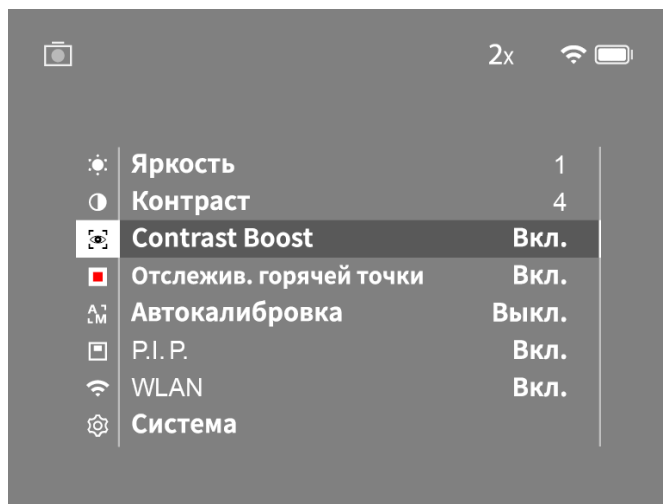 2x
Яркость 1
Контраст 4
Contrast Boost Вкл.
Отслежив. горячей точки Вкл.
Автокалибровка Выкл.
P.I.P. Вкл.
WLAN Вкл.
Система